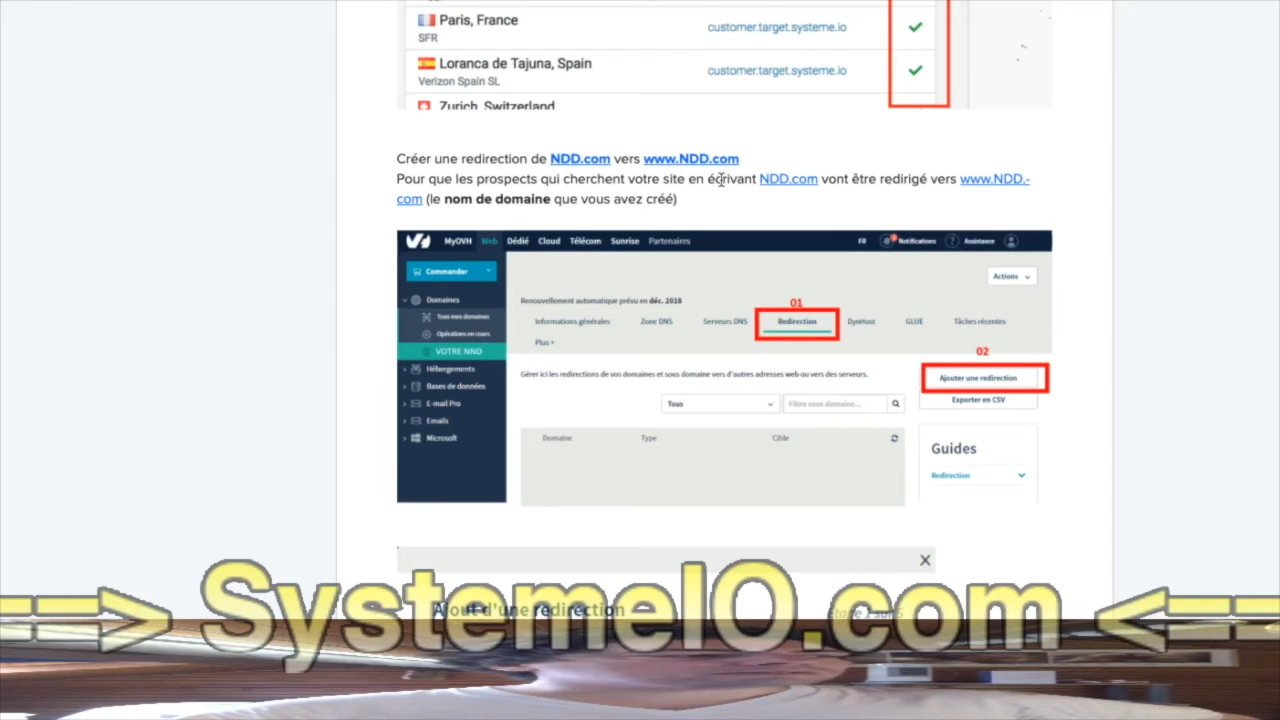 Paris, France
customer.target.systeme.io
SFR
Loranca de Tajuna, Spain
customer.target.systeme.io
Verizon Spain SL
Zurich, Switzerland
Créer une redirection de NDD.com vers www.NDD.com
Pour que les prospects qui cherchent votre site en écrivant NDD.com vont être redirigé vers www.NDD.-
com (le nom de domaine que vous avez créé)
MyOVH Web Dédié Cloud Télécom Sunrise Partenaires FR Notifications ? Assistance
Commander
Actions
Domaines
Renouvellement automatique prévu en déc. 2018
01
Tous mes domaines
Informations générales Zone DNS Serveurs DNS Redirection DynHost GLUE Tâches récentes
Opérations en cours
Plus
VOTRE NND
02
Hébergements
Gérer ici les redirections de vos domaines et sous domaine vers d'autres adresses web ou vers des serveurs.
Ajouter une redirection
Bases de données
E-mail Pro
Tous
Filtre sous domaine...
Exporter en CSV
Emails
Microsoft
Domaine Type Cible
Guides
Redirection
X
==> SystemeIO.com <==
Ajout d'une redirection
Étape 1 sur 5